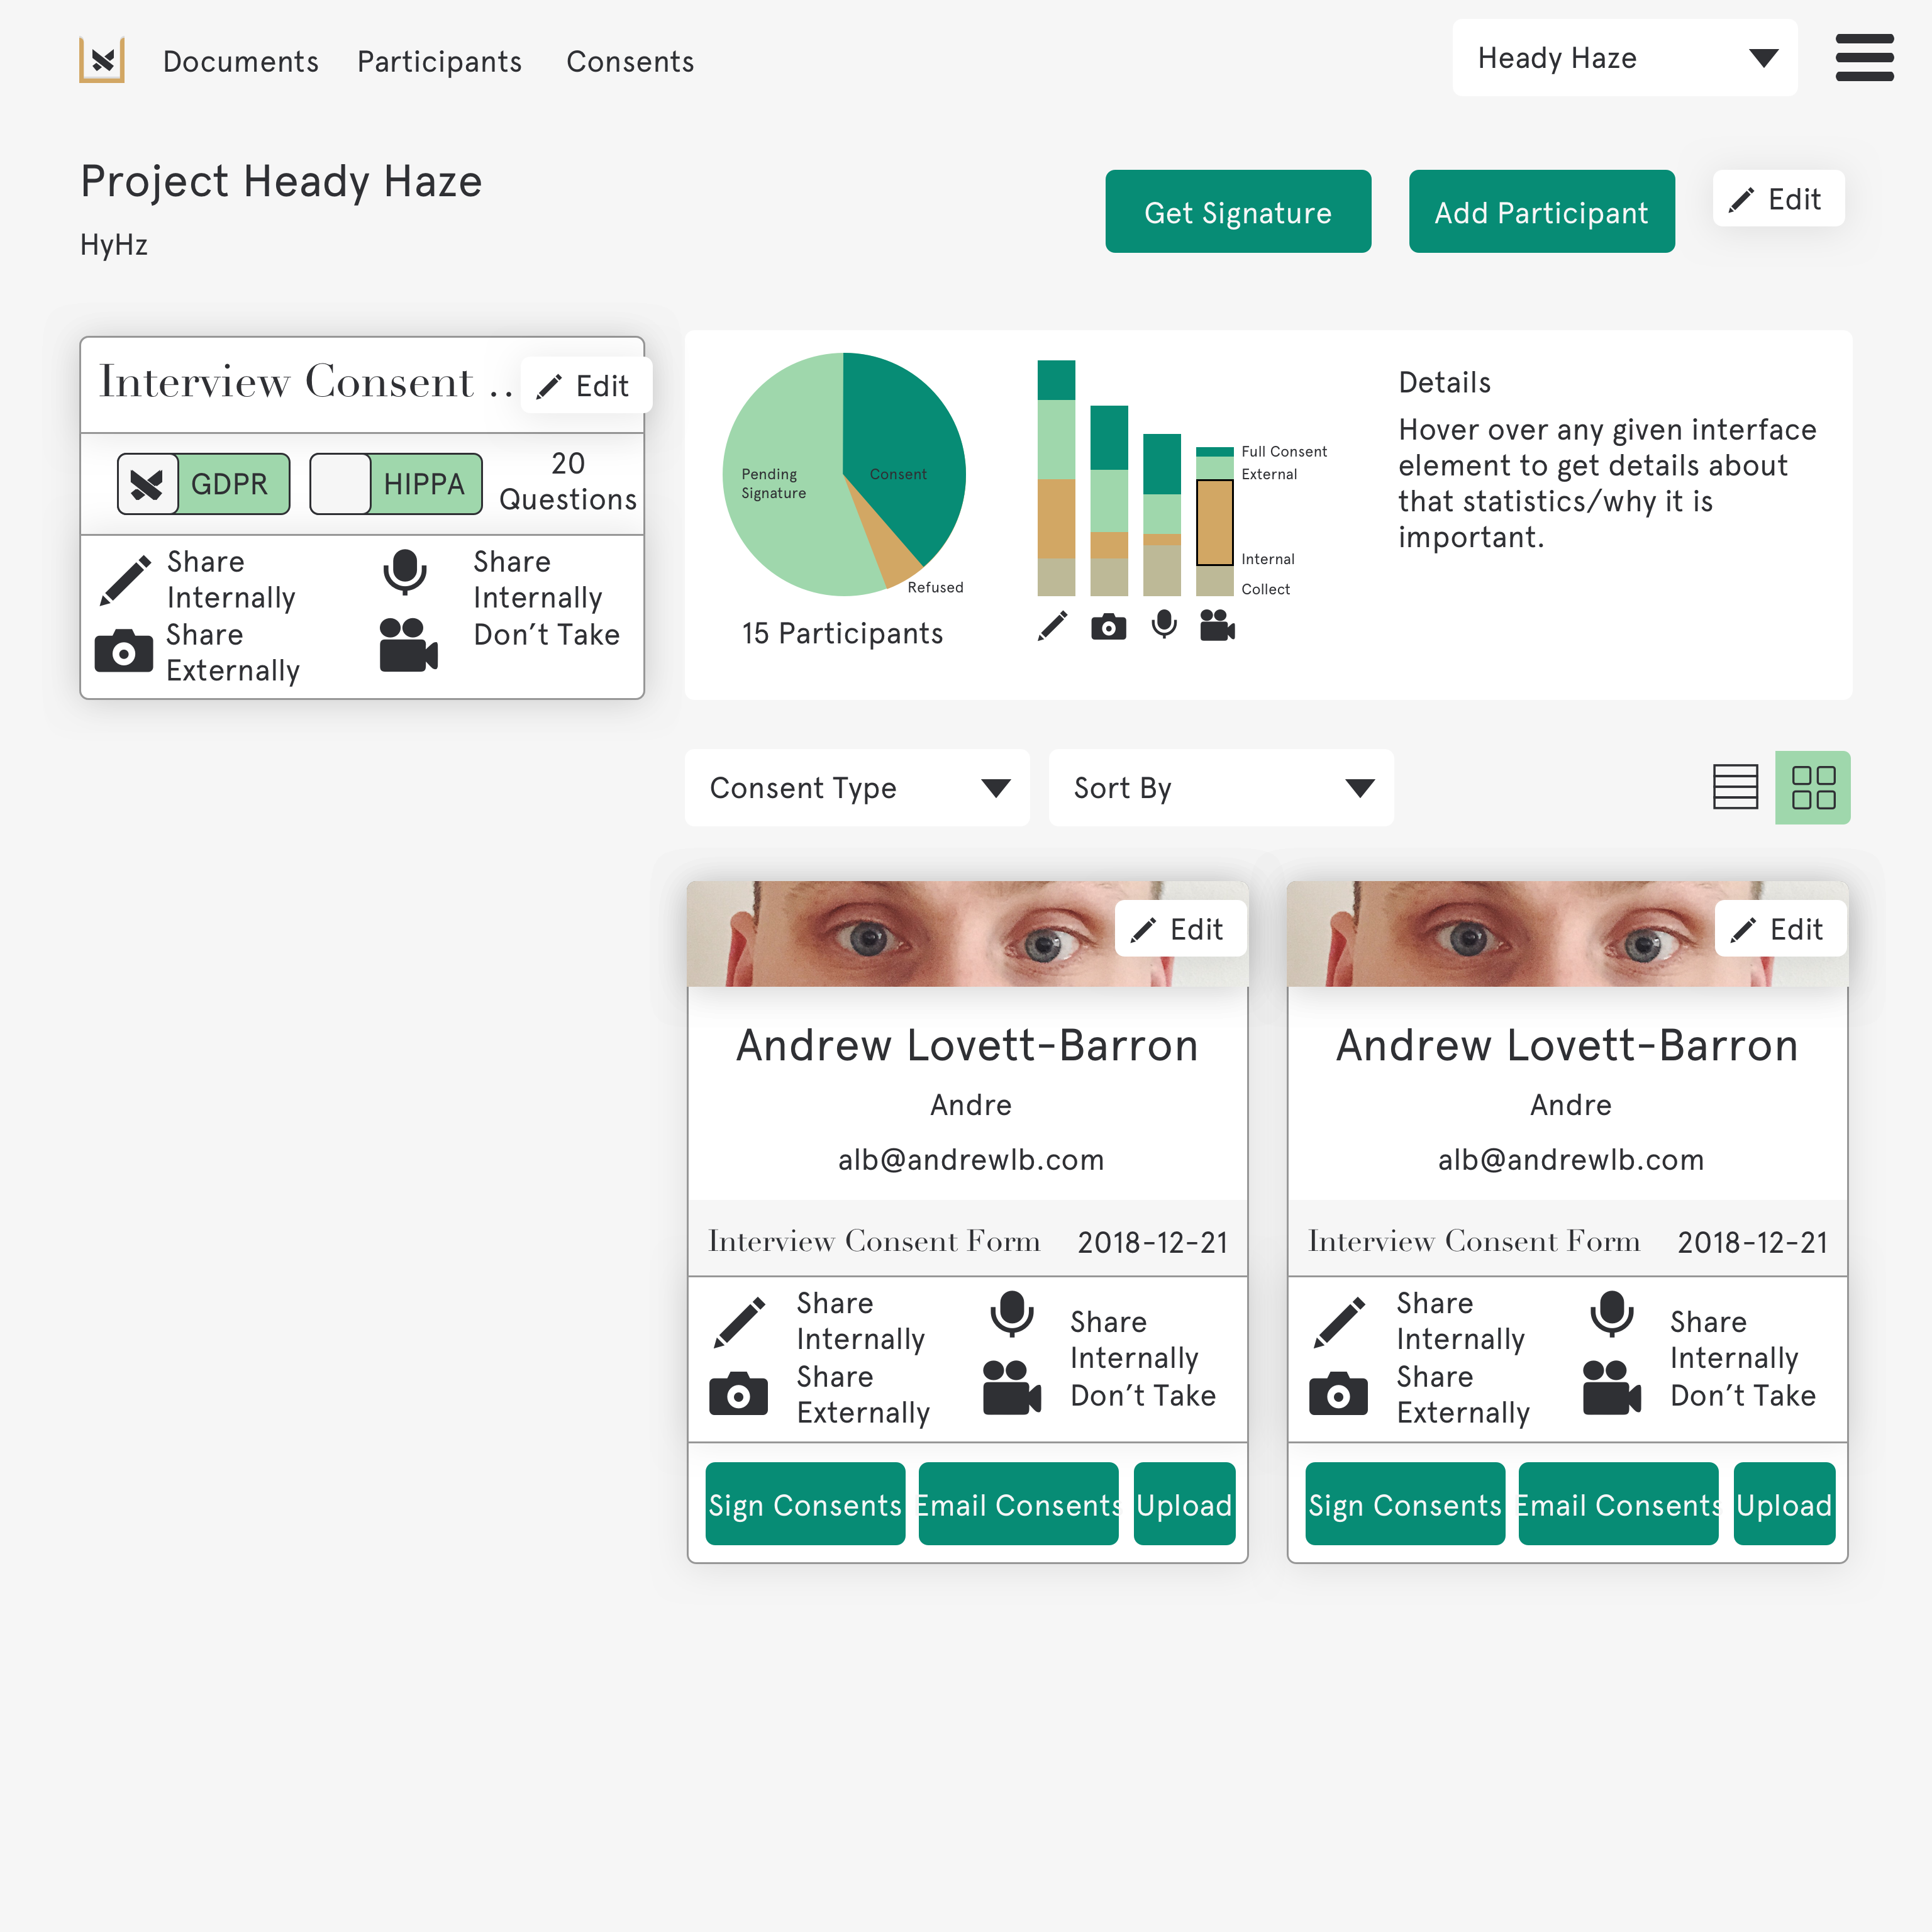 Documents
Participants
Consents
Heady Haze
Project Heady Haze
HyHz
Get Signature
Add Participant
Edit
Interview Consent ..
Edit
GDPR
HIPPA
20
Questions
Share
Internally
Share
Externally
Share
Internally
Don’t Take
Pending
Signature
Consent
Refused
15 Participants
Full Consent
External
Internal
Collect
Details
Hover over any given interface
element to get details about
that statistics/why it is
important.
Consent Type
Sort By
Edit
Andrew Lovett-Barron
Andre
alb@andrewlb.com
Interview Consent Form
2018-12-21
Share
Internally
Share
Externally
Share
Internally
Don’t Take
Sign Consents
Email Consents
Upload
Edit
Andrew Lovett-Barron
Andre
alb@andrewlb.com
Interview Consent Form
2018-12-21
Share
Internally
Share
Externally
Share
Internally
Don’t Take
Sign Consents
Email Consents
Upload